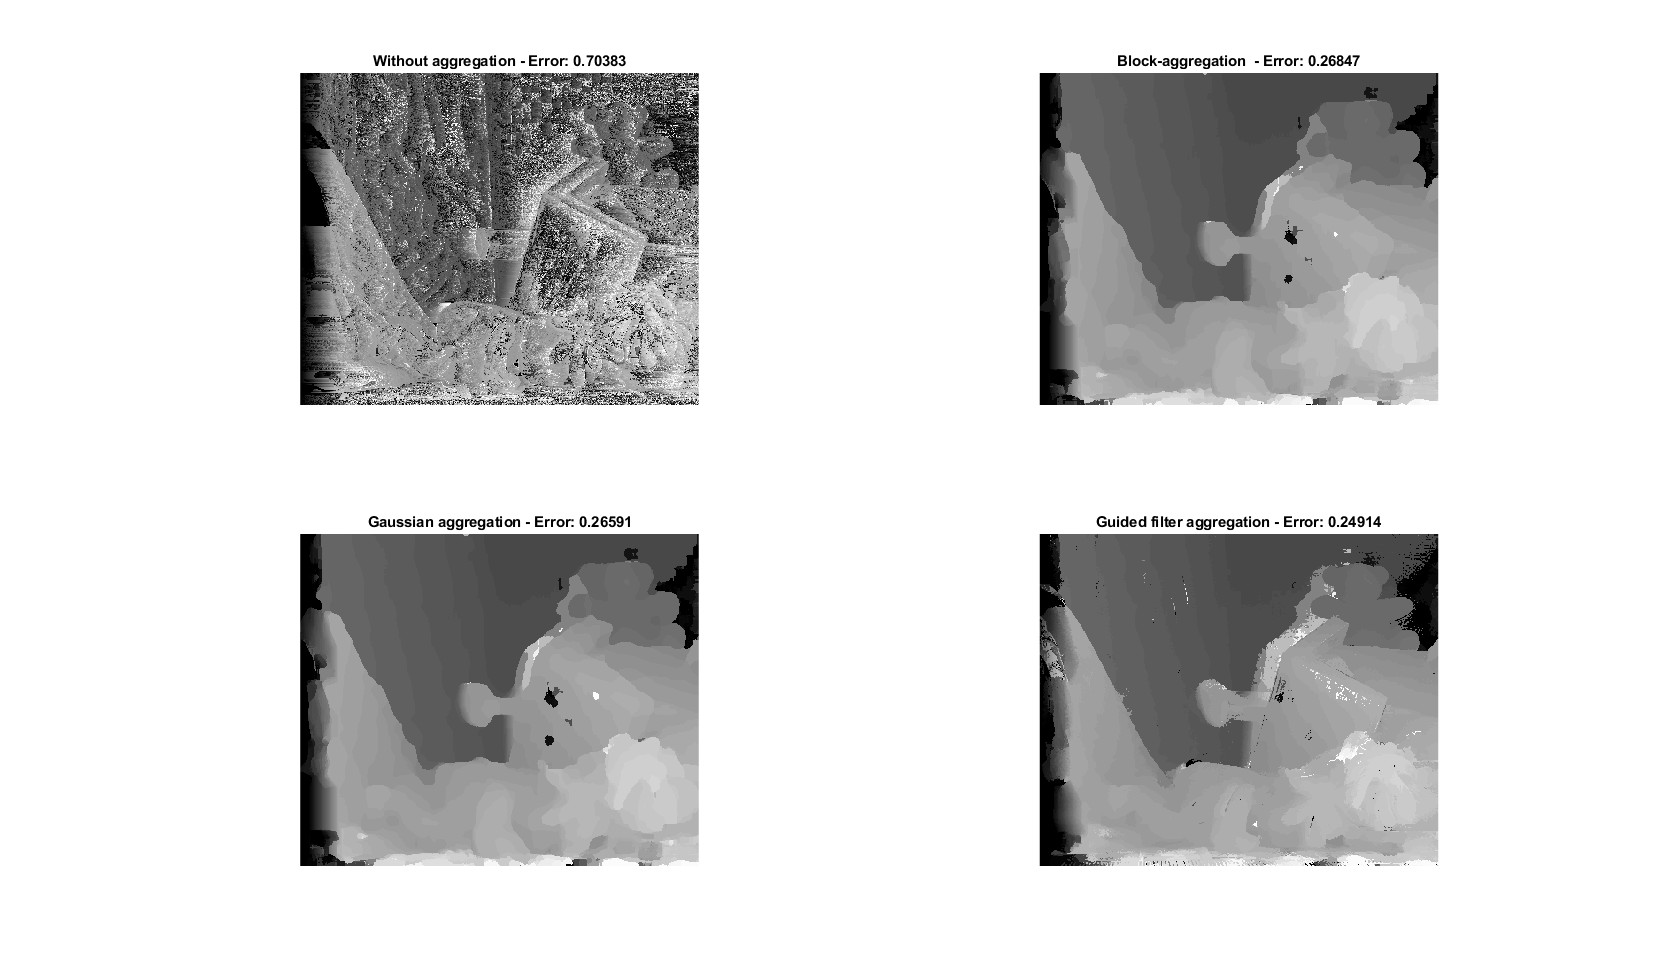 Without aggregation - Error: 0.70383
Block-aggregation  - Error: 0.26847
Gaussian aggregation - Error: 0.26591
Guided filter aggregation - Error: 0.24914